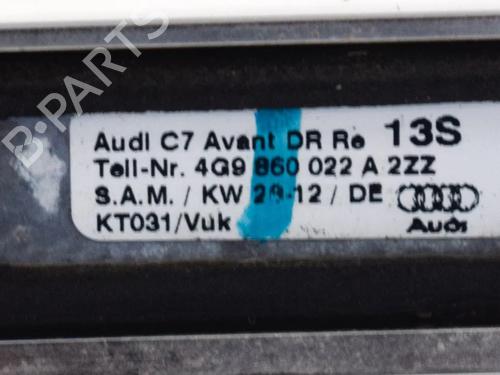 B-PARTS
Audi C7 Avant DR Re 13S
Teil-Nr. 4G9 860 022 A 2ZZ
S.A.M. / KW 28-12 / DE
KT031/Vuk Audi